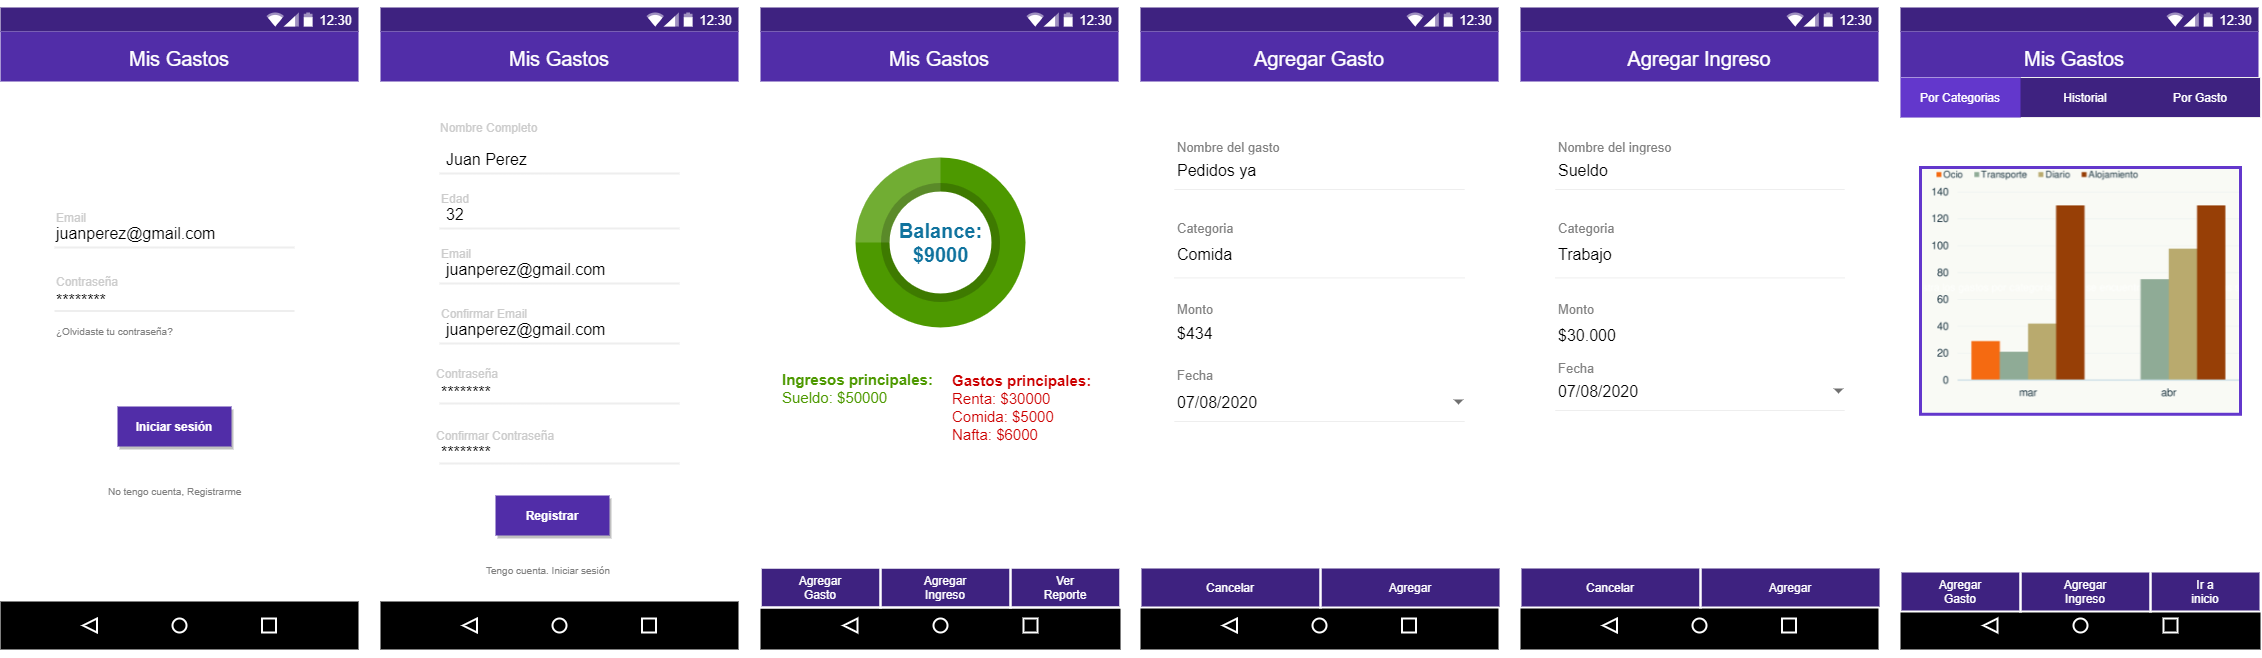 12:30
Mis Gastos
Email
juanperez@gmail.com
Contraseña
********
¿Olvidaste tu contraseña?
Iniciar sesión
No tengo cuenta, Registrarme
12:30
Mis Gastos
Nombre Completo
Juan Perez
Edad
32
Email
juanperez@gmail.com
Confirmar Email
juanperez@gmail.com
Contraseña
********
Confirmar Contraseña
********
Registrar
Tengo cuenta. Iniciar sesión
12:30
Mis Gastos
Balance:
$9000
Ingresos principales:
Sueldo: $50000
Gastos principales:
Renta: $30000
Comida: $5000
Nafta: $6000
Agregar
Gasto
Agregar
Ingreso
Ver
Reporte
12:30
Agregar Gasto
Nombre del gasto
Pedidos ya
Categoria
Comida
Monto
$434
Fecha
07/08/2020
Cancelar
Agregar
12:30
Agregar Ingreso
Nombre del ingreso
Sueldo
Categoria
Trabajo
Monto
$30.000
Fecha
07/08/2020
Cancelar
Agregar
12:30
Mis Gastos
Por Categorias
Historial
Por Gasto
Ocio Transporte Diario Alojamiento
140
120
100
80
60
40
20
0
mar
abr
Agregar
Gasto
Agregar
Ingreso
Ir a
inicio